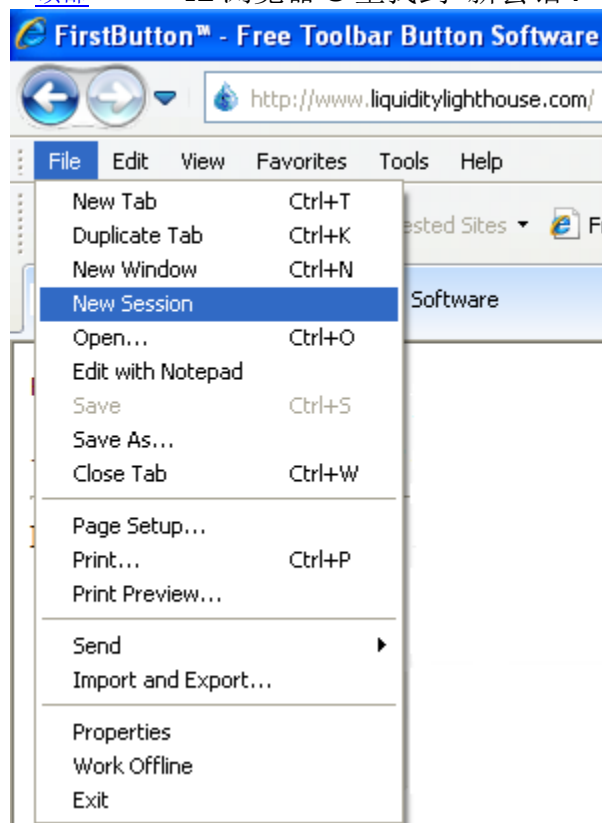 FirstButton™ - Free Toolbar Button Software
http://www.liquiditylighthouse.com/
File Edit View Favorites Tools Help
New Tab Ctrl+T
Duplicate Tab Ctrl+K
Sites
New Window Ctrl+N
New Session
Software
Open... Ctrl+O
Edit with Notepad
Save Ctrl+S
Save As...
Close Tab Ctrl+W
Page Setup...
Print... Ctrl+P
Print Preview...
Send
Import and Export...
Properties
Work Offline
Exit